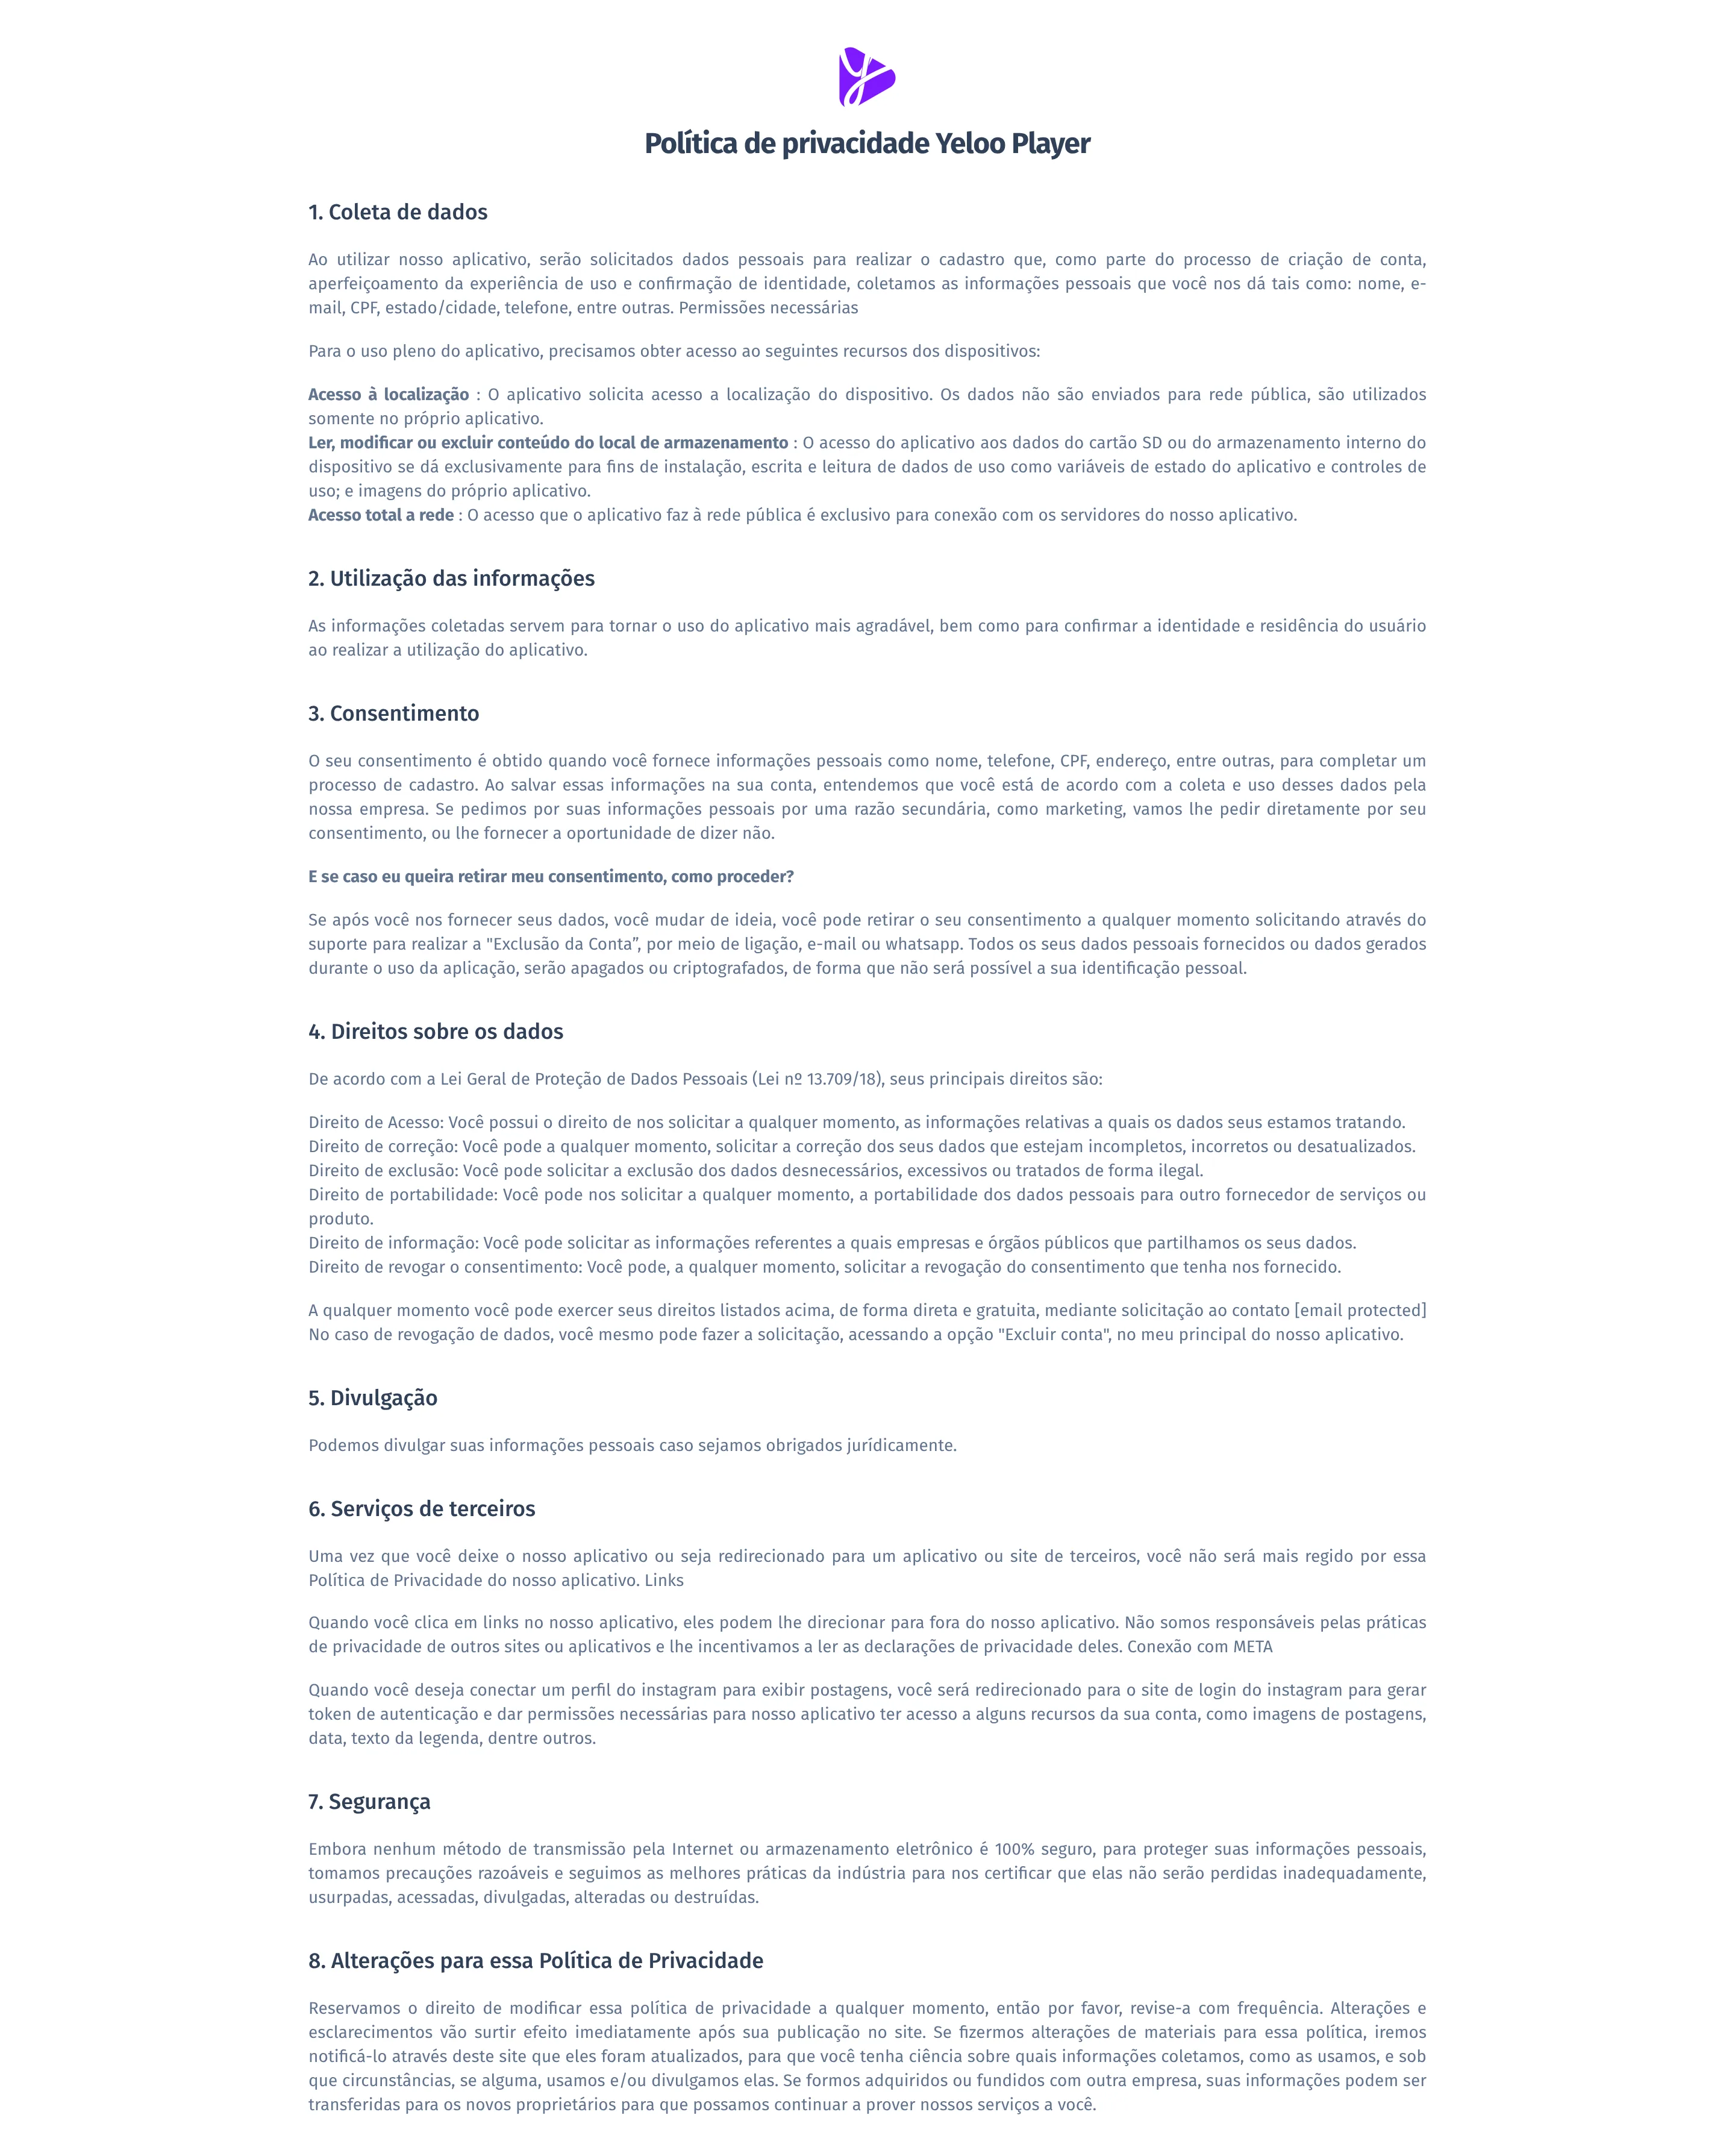 Política de privacidade Yeloo Player
1. Coleta de dados
Ao utilizar nosso aplicativo, serão solicitados dados pessoais para realizar o cadastro que, como parte do processo de criação de conta,
aperfeiçoamento da experiência de uso e confirmação de identidade, coletamos as informações pessoais que você nos dá tais como: nome, e-
mail, CPF, estado/cidade, telefone, entre outras. Permissões necessárias
Para o uso pleno do aplicativo, precisamos obter acesso ao seguintes recursos dos dispositivos:
Acesso à localização : O aplicativo solicita acesso a localização do dispositivo. Os dados não são enviados para rede pública, são utilizados
somente no próprio aplicativo.
Ler, modificar ou excluir conteúdo do local de armazenamento : O acesso do aplicativo aos dados do cartão SD ou do armazenamento interno do
dispositivo se dá exclusivamente para fins de instalação, escrita e leitura de dados de uso como variáveis de estado do aplicativo e controles de
uso; e imagens do próprio aplicativo.
Acesso total a rede : O acesso que o aplicativo faz à rede pública é exclusivo para conexão com os servidores do nosso aplicativo.
2. Utilização das informações
As informações coletadas servem para tornar o uso do aplicativo mais agradável, bem como para confirmar a identidade e residência do usuário
ao realizar a utilização do aplicativo.
3. Consentimento
O seu consentimento é obtido quando você fornece informações pessoais como nome, telefone, CPF, endereço, entre outras, para completar um
processo de cadastro. Ao salvar essas informações na sua conta, entendemos que você está de acordo com a coleta e uso desses dados pela
nossa empresa. Se pedimos por suas informações pessoais por uma razão secundária, como marketing, vamos lhe pedir diretamente por seu
consentimento, ou lhe fornecer a oportunidade de dizer não.
E se caso eu queira retirar meu consentimento, como proceder?
Se após você nos fornecer seus dados, você mudar de ideia, você pode retirar o seu consentimento a qualquer momento solicitando através do
suporte para realizar a "Exclusão da Conta”, por meio de ligação, e-mail ou whatsapp. Todos os seus dados pessoais fornecidos ou dados gerados
durante o uso da aplicação, serão apagados ou criptografados, de forma que não será possível a sua identificação pessoal.
4. Direitos sobre os dados
De acordo com a Lei Geral de Proteção de Dados Pessoais (Lei nº 13.709/18), seus principais direitos são:
Direito de Acesso: Você possui o direito de nos solicitar a qualquer momento, as informações relativas a quais os dados seus estamos tratando.
Direito de correção: Você pode a qualquer momento, solicitar a correção dos seus dados que estejam incompletos, incorretos ou desatualizados.
Direito de exclusão: Você pode solicitar a exclusão dos dados desnecessários, excessivos ou tratados de forma ilegal.
Direito de portabilidade: Você pode nos solicitar a qualquer momento, a portabilidade dos dados pessoais para outro fornecedor de serviços ou
produto.
Direito de informação: Você pode solicitar as informações referentes a quais empresas e órgãos públicos que partilhamos os seus dados.
Direito de revogar o consentimento: Você pode, a qualquer momento, solicitar a revogação do consentimento que tenha nos fornecido.
A qualquer momento você pode exercer seus direitos listados acima, de forma direta e gratuita, mediante solicitação ao contato [email protected]
No caso de revogação de dados, você mesmo pode fazer a solicitação, acessando a opção "Excluir conta", no meu principal do nosso aplicativo.
5. Divulgação
Podemos divulgar suas informações pessoais caso sejamos obrigados jurídicamente.
6. Serviços de terceiros
Uma vez que você deixe o nosso aplicativo ou seja redirecionado para um aplicativo ou site de terceiros, você não será mais regido por essa
Política de Privacidade do nosso aplicativo. Links
Quando você clica em links no nosso aplicativo, eles podem lhe direcionar para fora do nosso aplicativo. Não somos responsáveis pelas práticas
de privacidade de outros sites ou aplicativos e lhe incentivamos a ler as declarações de privacidade deles. Conexão com META
Quando você deseja conectar um perfil do instagram para exibir postagens, você será redirecionado para o site de login do instagram para gerar
token de autenticação e dar permissões necessárias para nosso aplicativo ter acesso a alguns recursos da sua conta, como imagens de postagens,
data, texto da legenda, dentre outros.
7. Segurança
Embora nenhum método de transmissão pela Internet ou armazenamento eletrônico é 100% seguro, para proteger suas informações pessoais,
tomamos precauções razoáveis e seguimos as melhores práticas da indústria para nos certificar que elas não serão perdidas inadequadamente,
usurpadas, acessadas, divulgadas, alteradas ou destruídas.
8. Alterações para essa Política de Privacidade
Reservamos o direito de modificar essa política de privacidade a qualquer momento, então por favor, revise-a com frequência. Alterações e
esclarecimentos vão surtir efeito imediatamente após sua publicação no site. Se fizermos alterações de materiais para essa política, iremos
notificá-lo através deste site que eles foram atualizados, para que você tenha ciência sobre quais informações coletamos, como as usamos, e sob
que circunstâncias, se alguma, usamos e/ou divulgamos elas. Se formos adquiridos ou fundidos com outra empresa, suas informações podem ser
transferidas para os novos proprietários para que possamos continuar a prover nossos serviços a você.